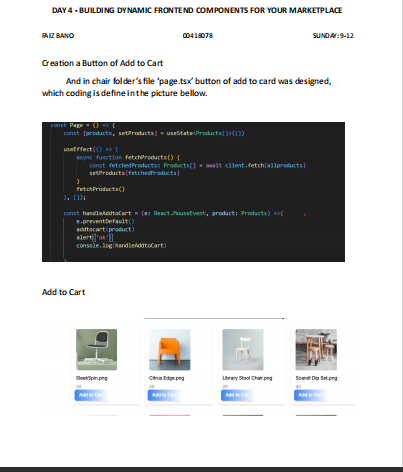 DAY 4 - BUILDING DYNAMIC FRONTEND COMPONENTS FOR YOUR MARKETPLACE
FAIZ BANO 00418078 SUNDAY: 9-12
Creation a Button of Add to Cart
And in chair folder's file 'page.tsx' button of add to card was designed,
which coding is define in the picture bellow.
const Page = () => {
const [products, setProducts] = useState<Products[]>([])
useEffect(() => {
async function fetchProducts() {
const fetchedProducts: Products[] = await client.fetch(allproducts)
setProducts(fetchedProducts)
}
fetchProducts()
}, []);
const handleAddtoCart = (e: React.MouseEvent, product: Products) =>{
e.preventDefault()
addtocart(product)
alert('ok')
console.log(handleAddtoCart)
Add to Cart
SleekSpin.png Citrus Edge.png Library Stool Chair.png Scandi Dip Set.png
20 20 20 40
Add to Cart Add to Cart Add to Cart Add to Cart